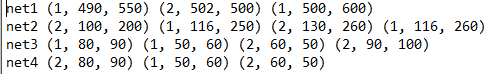 net1 (1, 490, 550) (2, 502, 500) (1, 500, 600)
net2 (2, 100, 200) (1, 116, 250) (2, 130, 260) (1, 116, 260)
net3 (1, 80, 90) (1, 50, 60) (2, 60, 50) (2, 90, 100)
net4 (2, 80, 90) (1, 50, 60) (2, 60, 50)